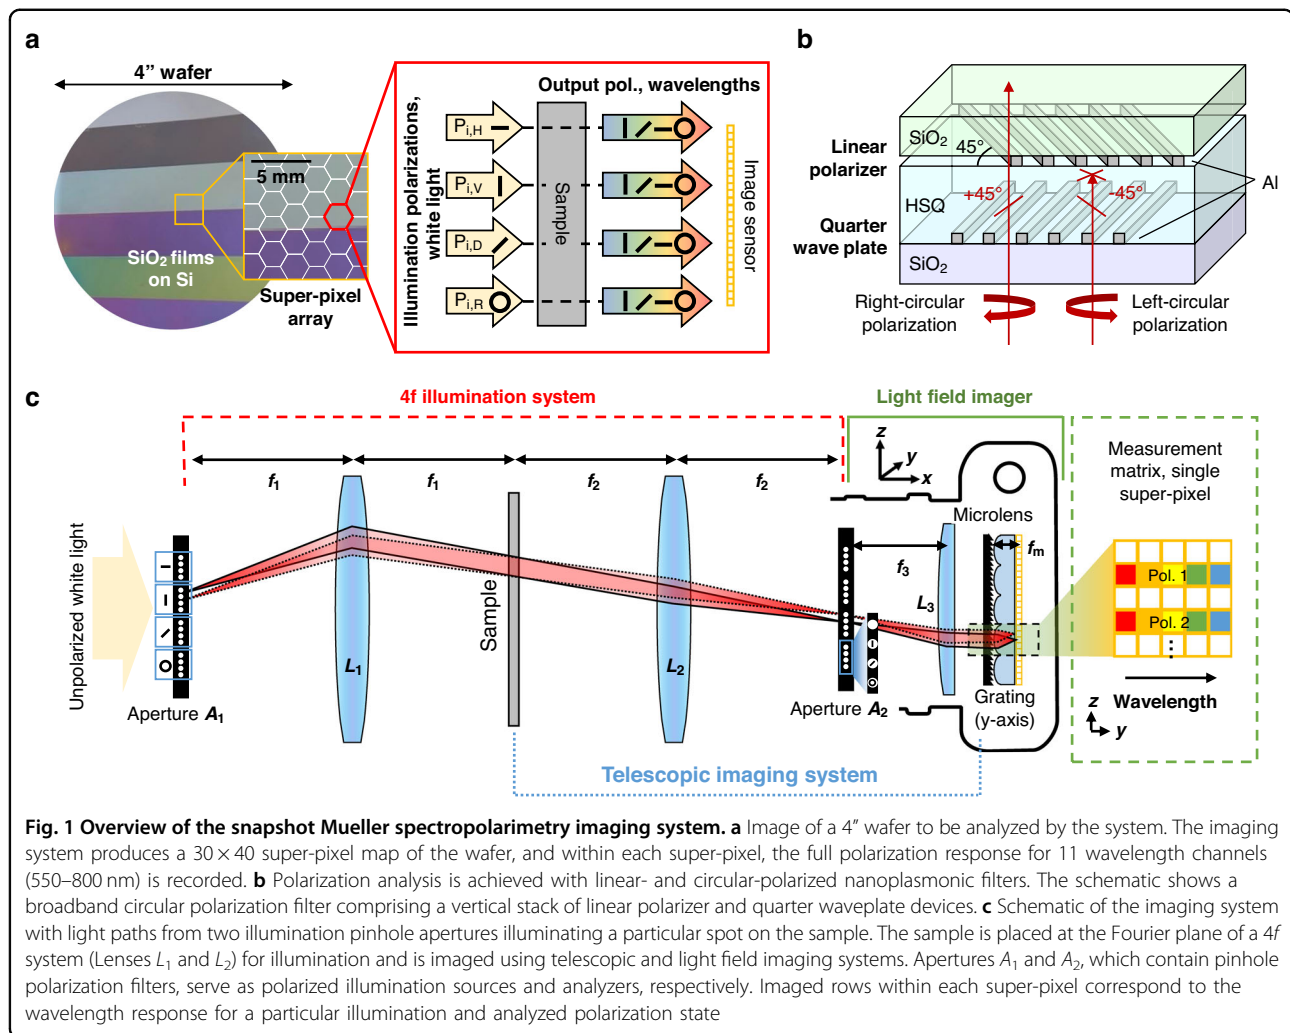 a
4” wafer
5 mm
SiO2 films
on Si
Super-pixel
array
Illumination polarizations,
white light
Output pol., wavelengths
Pi,H
Pi,V
Pi,D
Pi,R
Sample
Image sensor
b
SiO2
45°
Linear
polarizer
+45°
-45°
Al
HSQ
Quarter
wave plate
SiO2
Right-circular
polarization
Left-circular
polarization
c
4f illumination system
Light field imager
f1
f1
f2
f2
z
y
x
Measurement
matrix, single
super-pixel
Microlens
fm
f3
L3
Pol. 1
Pol. 2
Unpolarized white light
L1
Sample
L2
Aperture A1
Aperture A2
Grating
(y-axis)
Wavelength
z
y
Telescopic imaging system
Fig. 1 Overview of the snapshot Mueller spectropolarimetry imaging system. a Image of a 4″ wafer to be analyzed by the system. The imaging
system produces a 30 × 40 super-pixel map of the wafer, and within each super-pixel, the full polarization response for 11 wavelength channels
(550–800 nm) is recorded. b Polarization analysis is achieved with linear- and circular-polarized nanoplasmonic filters. The schematic shows a
broadband circular polarization filter comprising a vertical stack of linear polarizer and quarter waveplate devices. c Schematic of the imaging system
with light paths from two illumination pinhole apertures illuminating a particular spot on the sample. The sample is placed at the Fourier plane of a 4f
system (Lenses L1 and L2) for illumination and is imaged using telescopic and light field imaging systems. Apertures A1 and A2, which contain pinhole
polarization filters, serve as polarized illumination sources and analyzers, respectively. Imaged rows within each super-pixel correspond to the
wavelength response for a particular illumination and analyzed polarization state